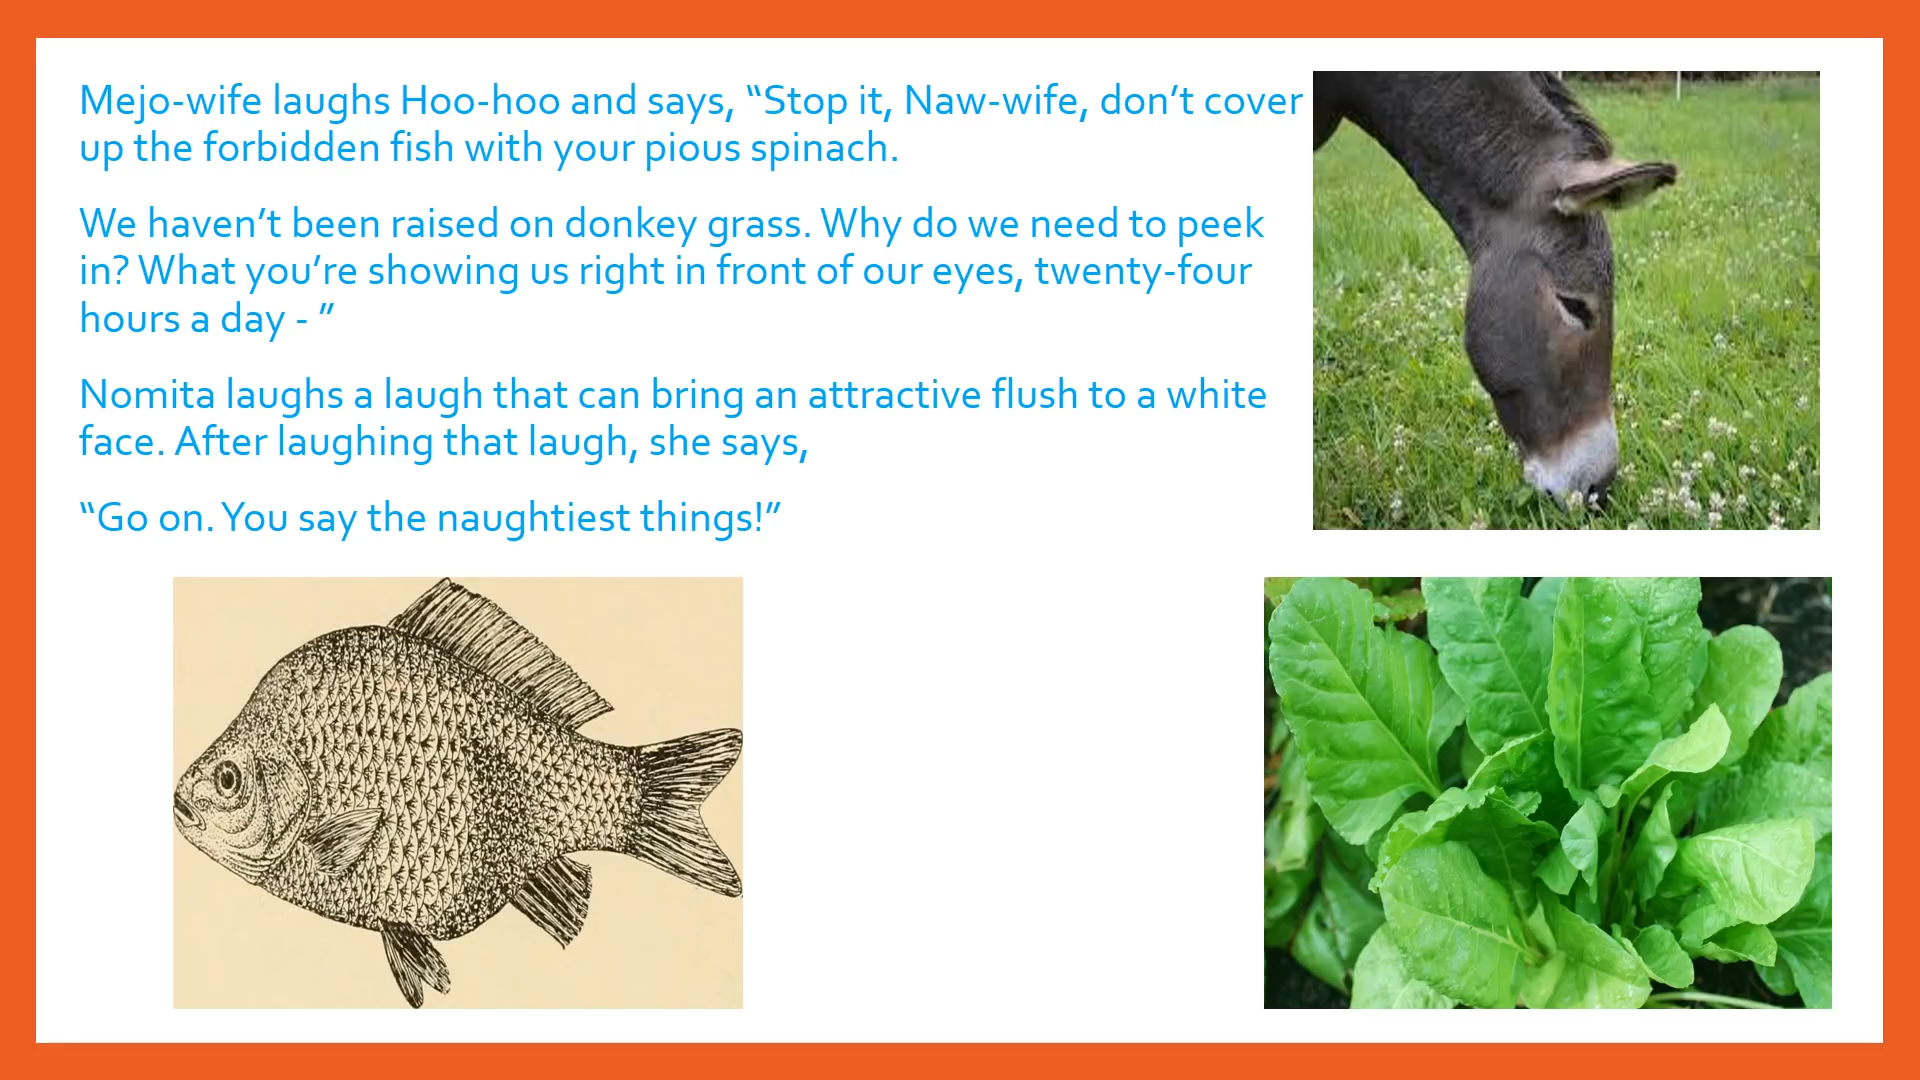 Mejo-wife laughs Hoo-hoo and says, “Stop it, Naw-wife, don’t cover
up the forbidden fish with your pious spinach.
We haven’t been raised on donkey grass. Why do we need to peek
in? What you’re showing us right in front of our eyes, twenty-four
hours a day - ”
Nomita laughs a laugh that can bring an attractive flush to a white
face. After laughing that laugh, she says,
“Go on. You say the naughtiest things!”